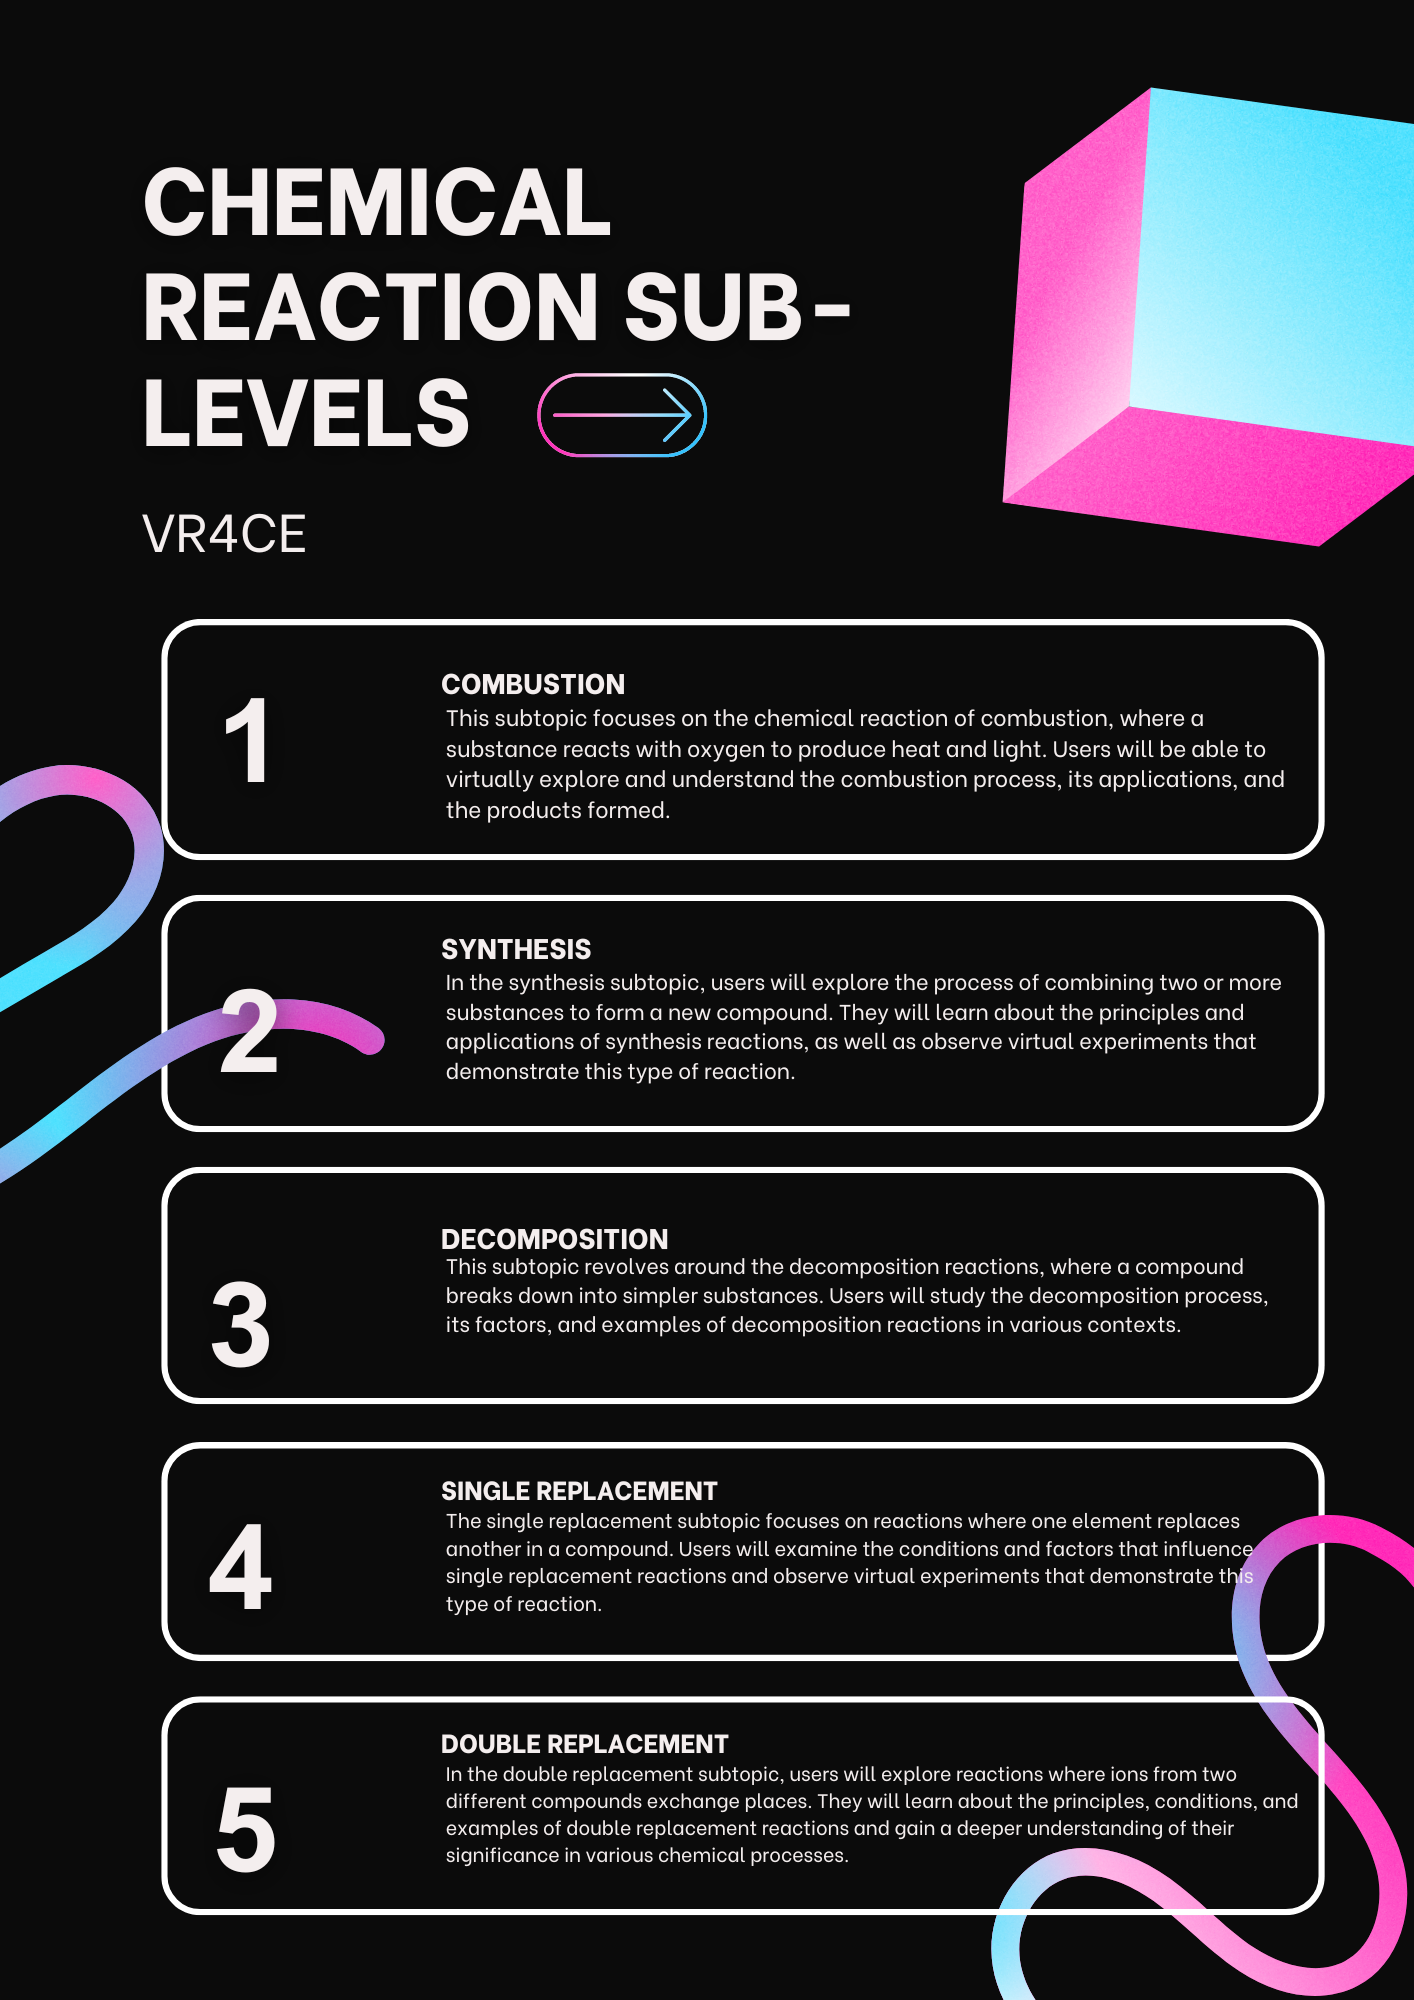 CHEMICAL
REACTION SUB-
LEVELS
VR4CE
1
COMBUSTION
This subtopic focuses on the chemical reaction of combustion, where a
substance reacts with oxygen to produce heat and light. Users will be able to
virtually explore and understand the combustion process, its applications, and
the products formed.
2
SYNTHESIS
In the synthesis subtopic, users will explore the process of combining two or more
substances to form a new compound. They will learn about the principles and
applications of synthesis reactions, as well as observe virtual experiments that
demonstrate this type of reaction.
3
DECOMPOSITION
This subtopic revolves around the decomposition reactions, where a compound
breaks down into simpler substances. Users will study the decomposition process,
its factors, and examples of decomposition reactions in various contexts.
4
SINGLE REPLACEMENT
The single replacement subtopic focuses on reactions where one element replaces
another in a compound. Users will examine the conditions and factors that influence
single replacement reactions and observe virtual experiments that demonstrate this
type of reaction.
5
DOUBLE REPLACEMENT
In the double replacement subtopic, users will explore reactions where ions from two
different compounds exchange places. They will learn about the principles, conditions, and
examples of double replacement reactions and gain a deeper understanding of their
significance in various chemical processes.